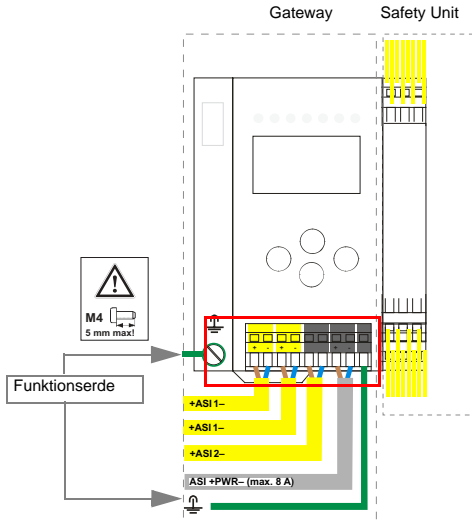 Gateway
Safety Unit
M4
5 mm max!
+ - + -
+ -
Funktionserde
+ASI 1–
+ASI 1–
+ASI 2–
ASI +PWR– (max. 8 A)